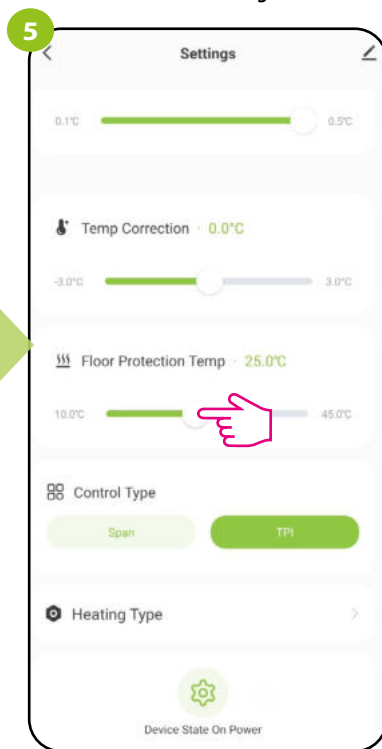 5
Settings
0.1°C 0.5°C
Temp Correction · 0.0°C
-3.0°C 3.0°C
Floor Protection Temp · 25.0°C
10.0°C 45.0°C
Control Type
Span TPI
Heating Type
Device State On Power